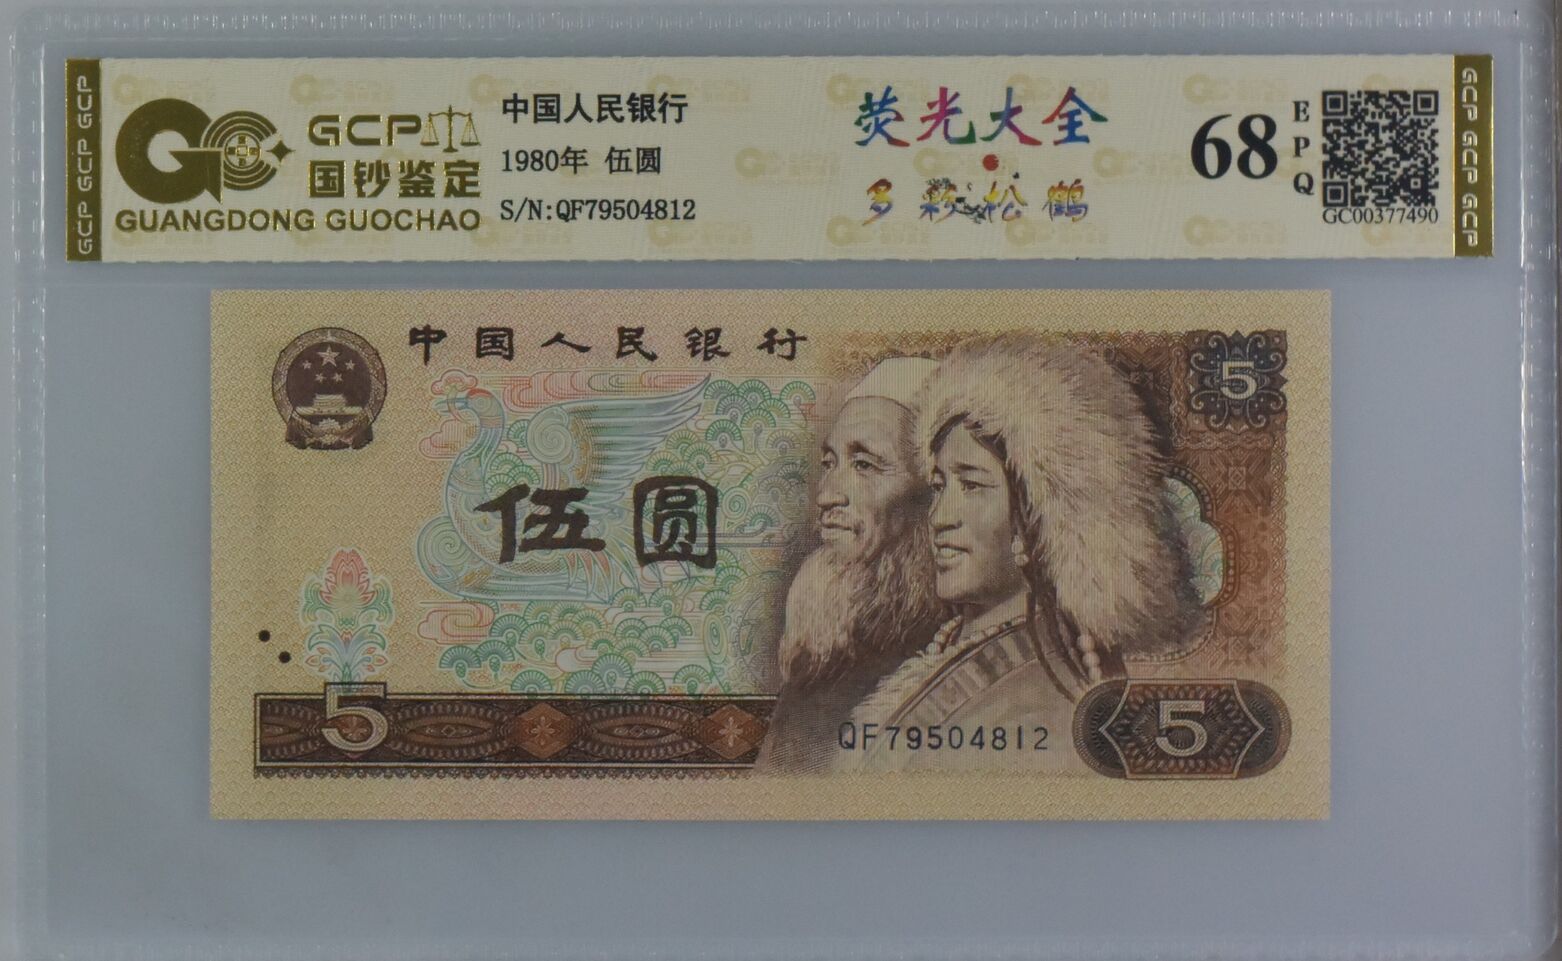 GCP GCP GCP
GCP
国钞鉴定
GUANGDONG GUOCHAO
中国人民银行
1980年 伍圆
S/N:QF79504812
荧光大全
多彩·松鹤
68
EPQ
GC00377490
GCP GCP GCP
中国人民银行
5
伍圆
5
QF79504812
5